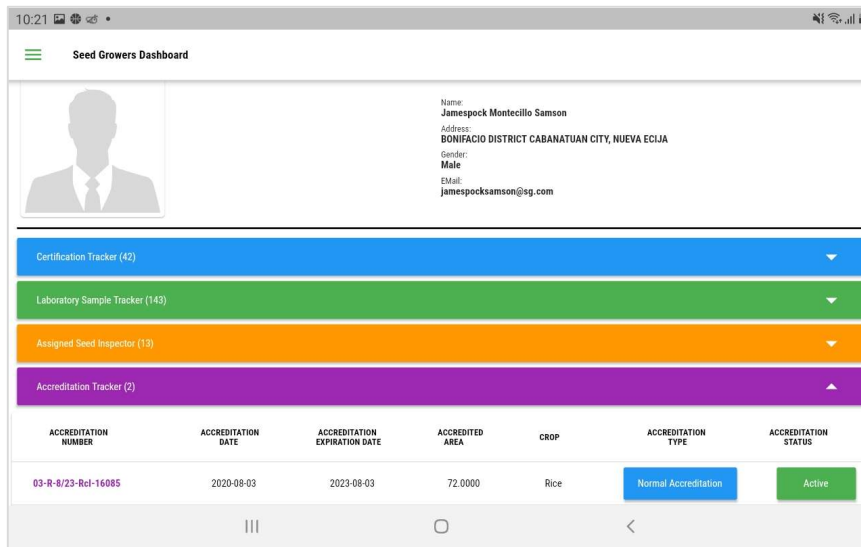 10:21
Seed Growers Dashboard
Name:
Jamespock Montecillo Samson
Address:
BONIFACIO DISTRICT CABANATUAN CITY, NUEVA ECIJA
Gender:
Male
EMail:
jamespocksamson@sg.com
Certification Tracker (42)
Laboratory Sample Tracker (143)
Assigned Seed Inspector (13)
Accreditation Tracker (2)
ACCREDITATION NUMBER ACCREDITATION DATE ACCREDITATION EXPIRATION DATE ACCREDITED AREA CROP ACCREDITATION TYPE ACCREDITATION STATUS
03-R-8/23-Rcl-16085 2020-08-03 2023-08-03 72.0000 Rice Normal Accreditation Active